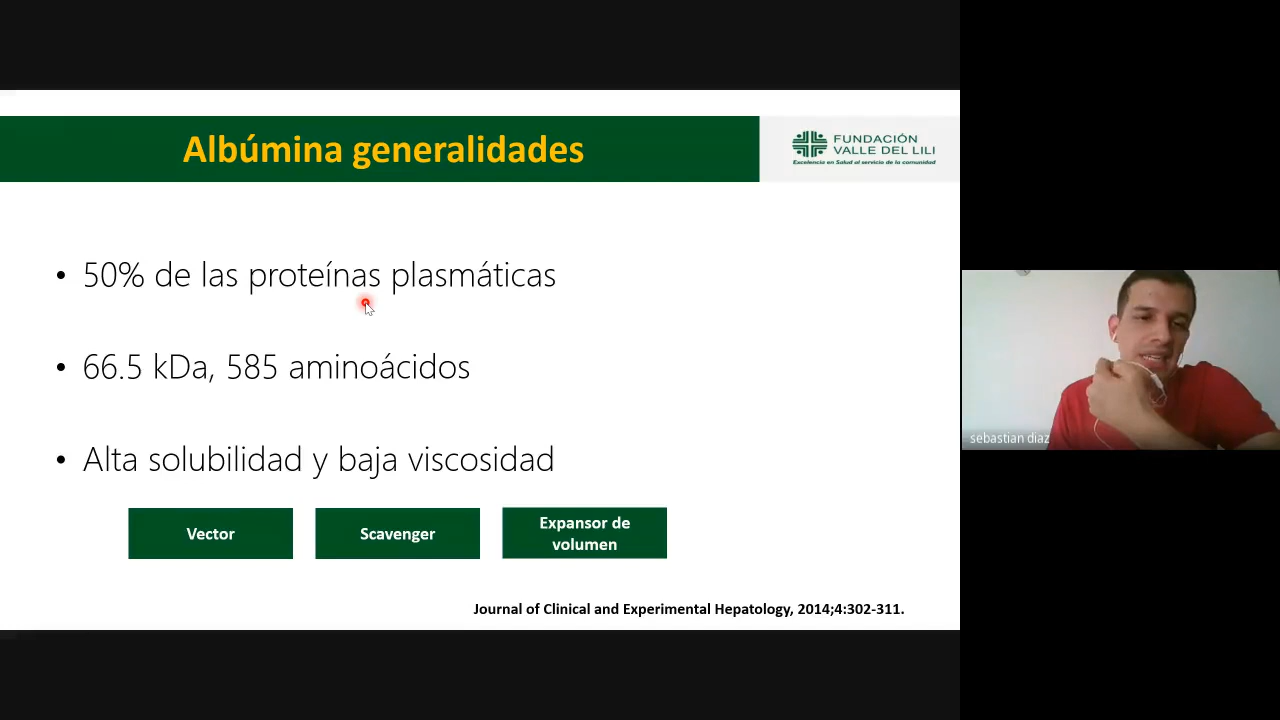 Albúmina generalidades
FUNDACIÓN
VALLE DEL LILI
Excelencia en Salud al servicio de la comunidad
• 50% de las proteínas plasmáticas
• 66.5 kDa, 585 aminoácidos
• Alta solubilidad y baja viscosidad
Vector
Scavenger
Expansor de
volumen
Journal of Clinical and Experimental Hepatology, 2014;4:302-311.
sebastian diaz